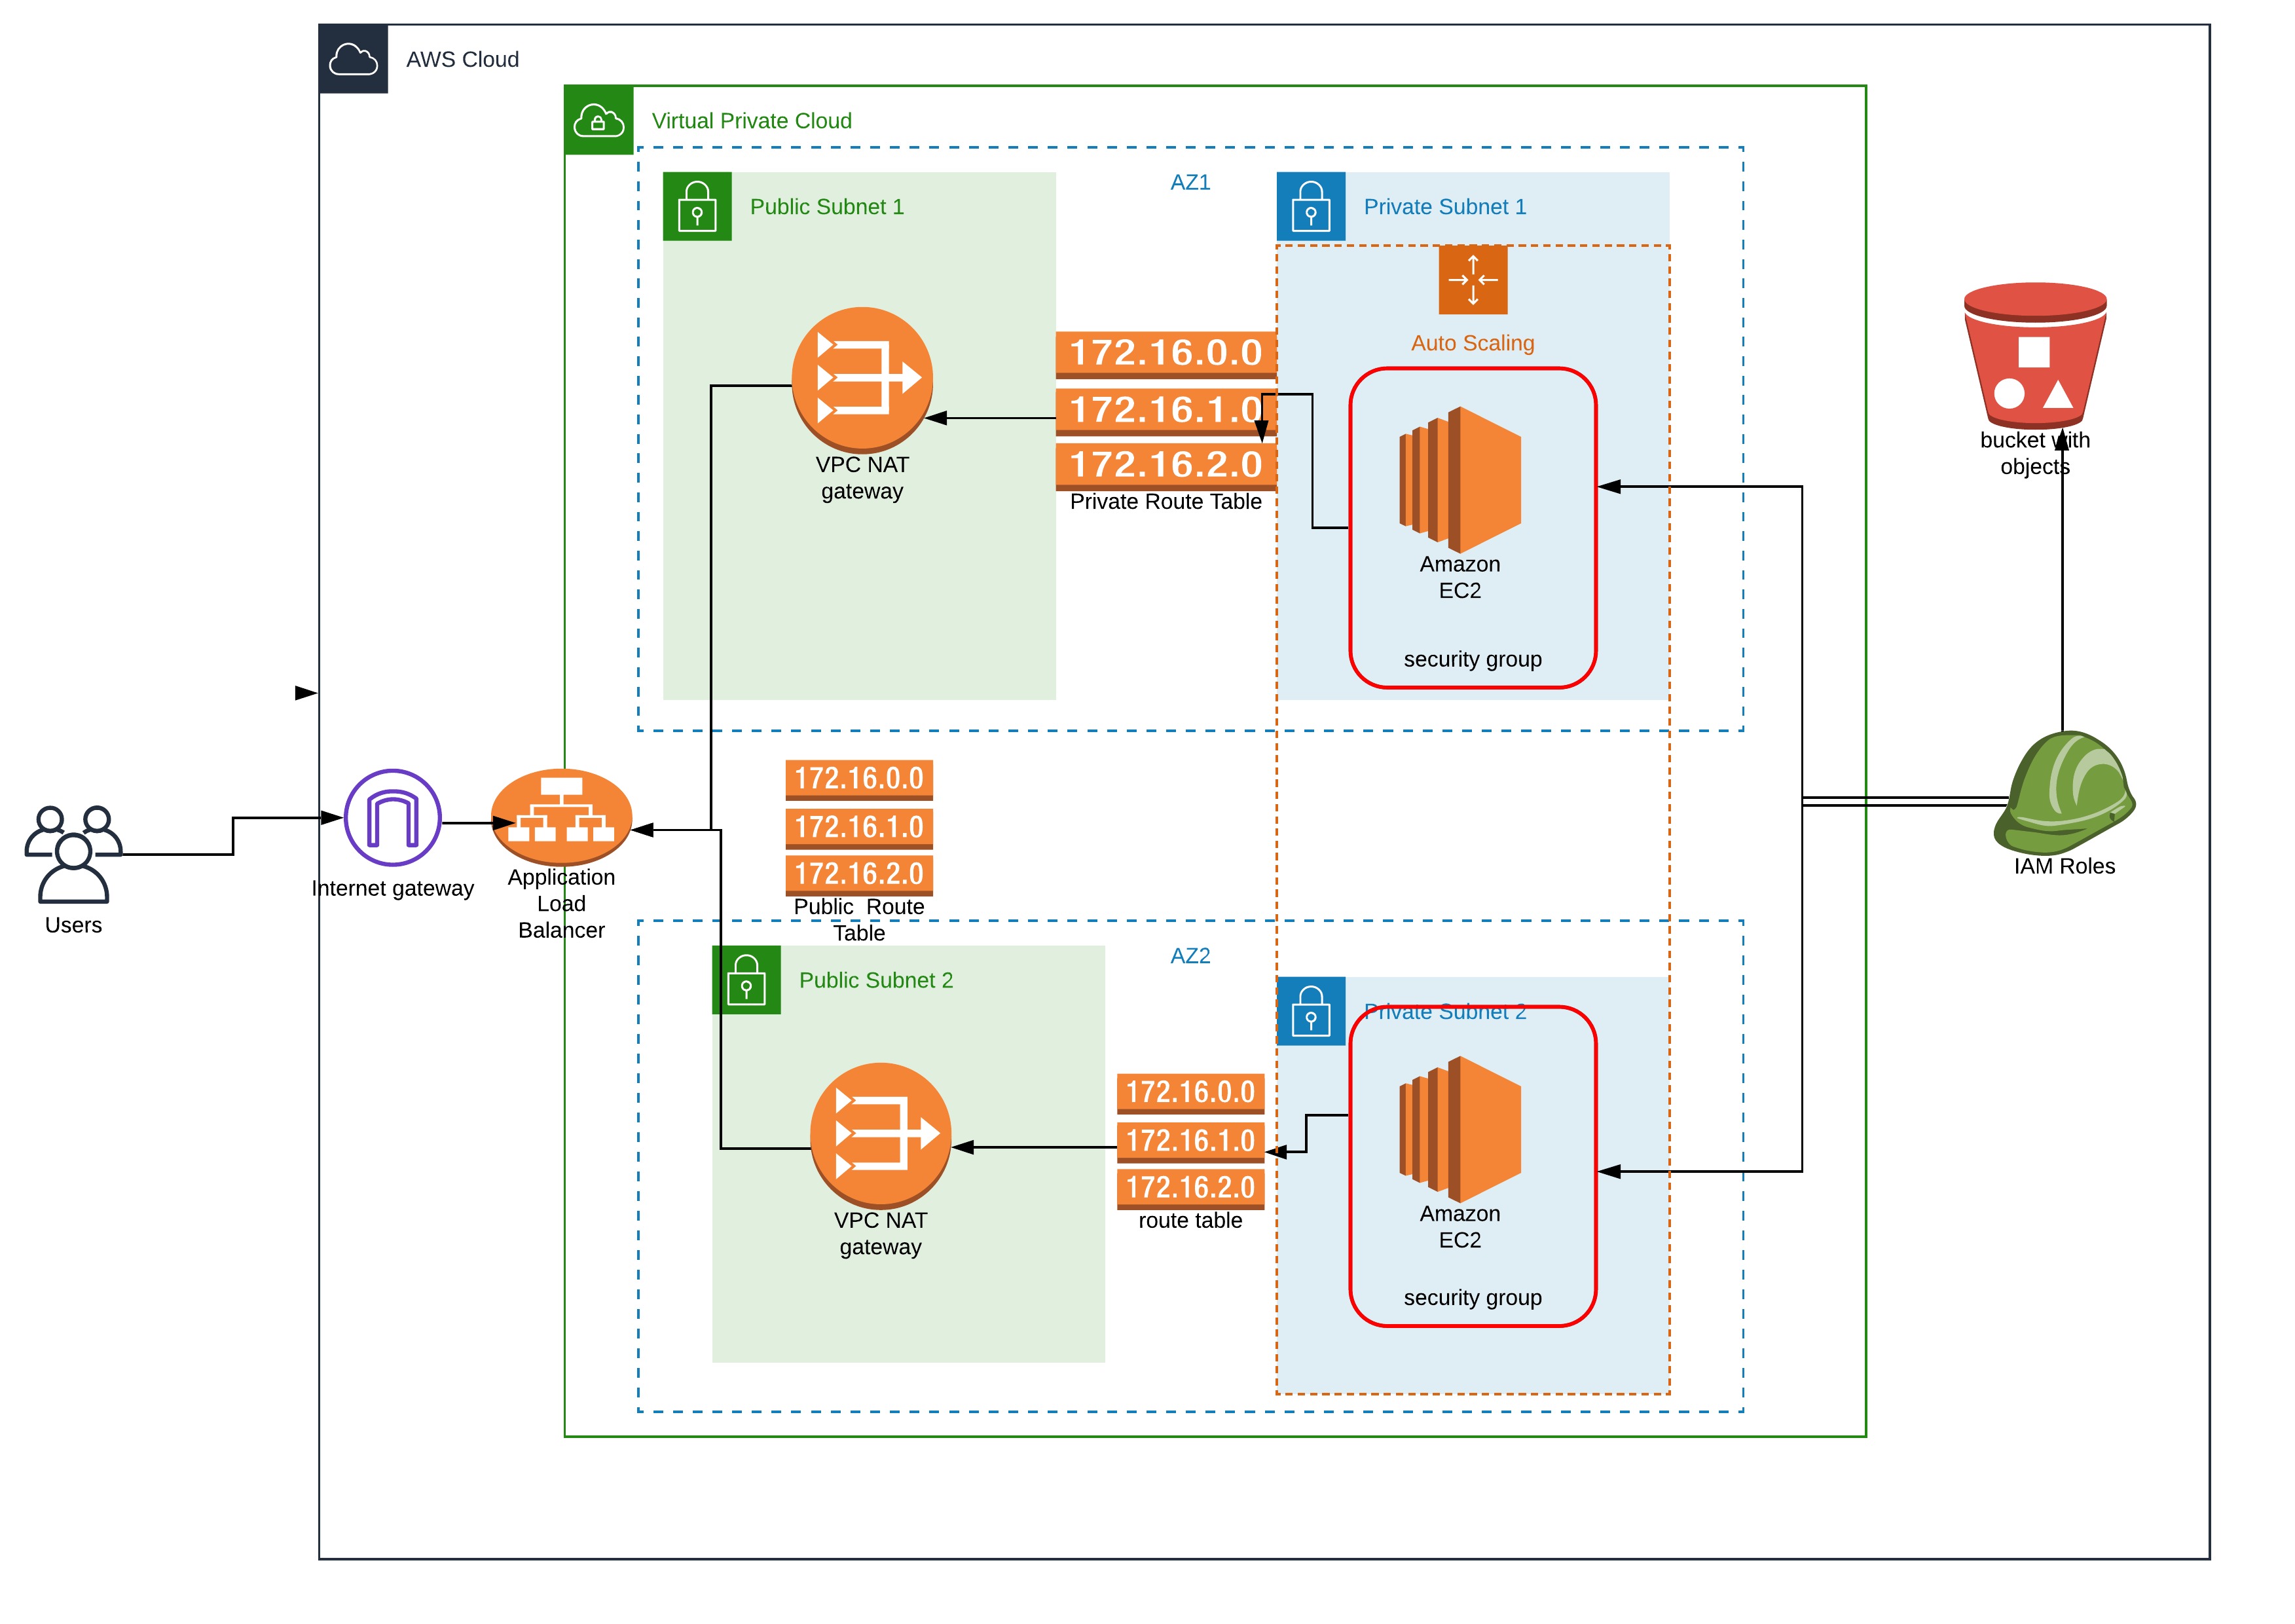 AWS Cloud
Virtual Private Cloud
AZ1
Public Subnet 1
Private Subnet 1
Auto Scaling
172.16.0.0
172.16.1.0
172.16.2.0
Private Route Table
VPC NAT
gateway
Amazon
EC2
security group
bucket with
objects
172.16.0.0
172.16.1.0
172.16.2.0
Public Route
Table
Users
Internet gateway
Application
Load
Balancer
IAM Roles
AZ2
Public Subnet 2
Private Subnet 2
172.16.0.0
172.16.1.0
172.16.2.0
route table
VPC NAT
gateway
Amazon
EC2
security group